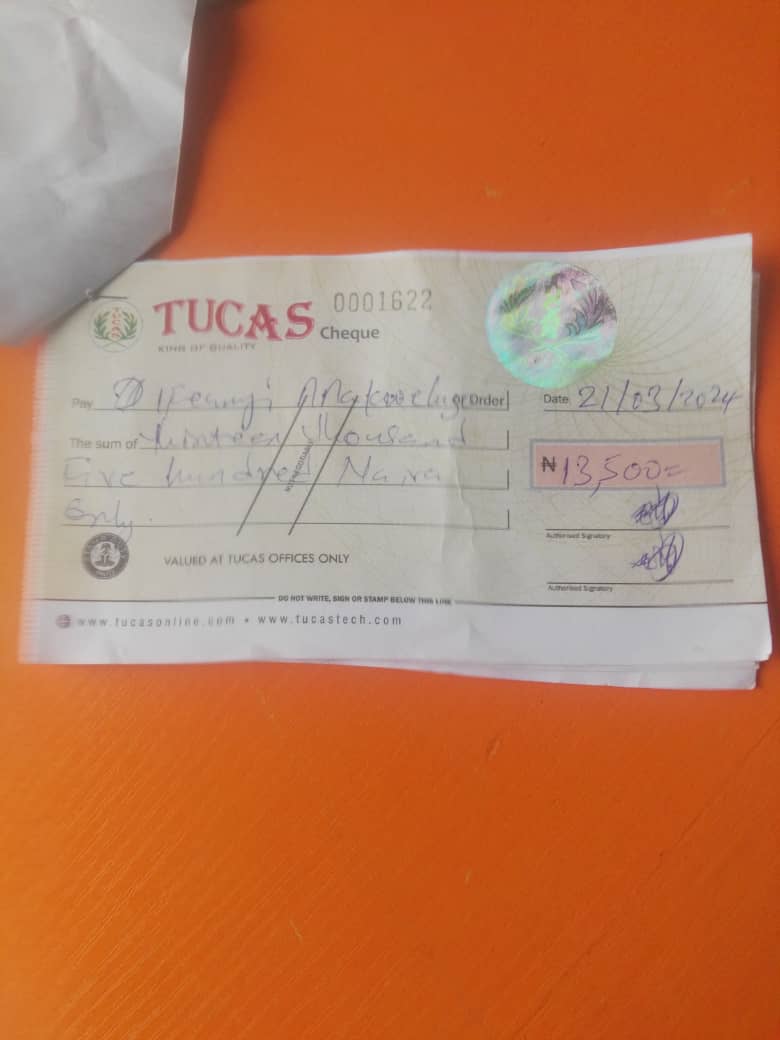 TUCAS
KING OF QUALITY
Cheque
0001622
Pay Order
Date 21/03/2024
The sum of thirteen thousand
Five hundred Naira
Only.
₦13,500=
Authorised Signatory
Authorised Signatory
VALUED AT TUCAS OFFICES ONLY
DO NOT WRITE, SIGN OR STAMP BELOW THIS LINE
www.tucasonline.com • www.tucastech.com